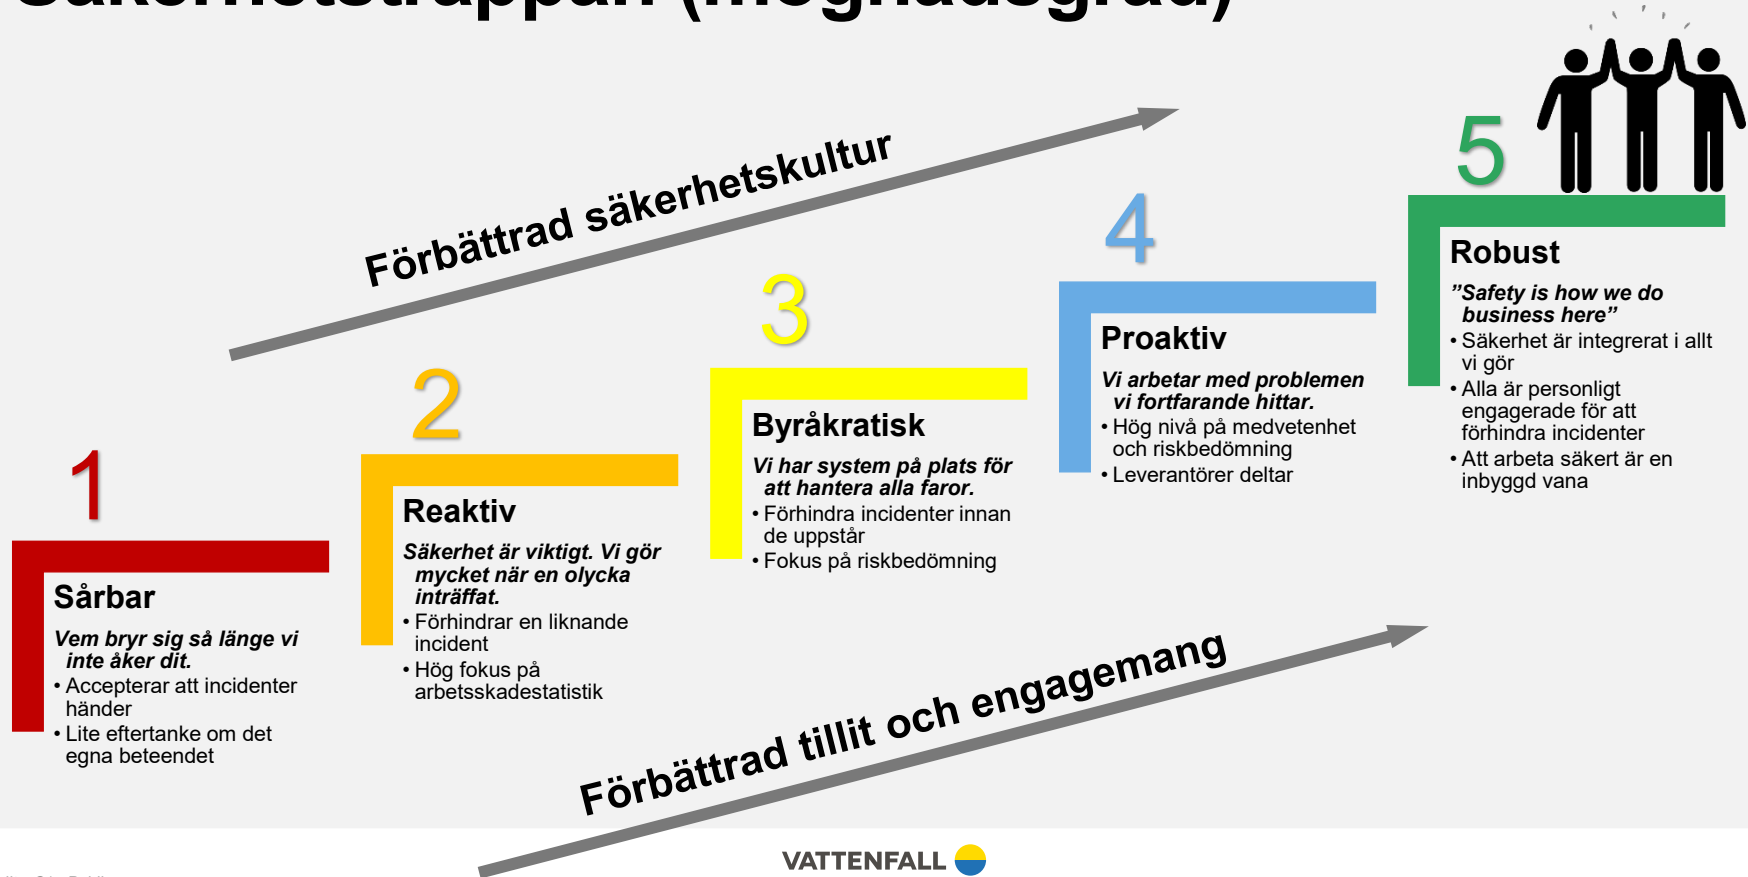 Säkerhetstrappan (mognadsgrad)
Förbättrad säkerhetskultur
1
Sårbar
Vem bryr sig så länge vi
inte åker dit.
• Accepterar att incidenter
händer
• Lite eftertanke om det
egna beteendet
2
Reaktiv
Säkerhet är viktigt. Vi gör
mycket när en olycka
inträffat.
• Förhindrar en liknande
incident
• Hög fokus på
arbetsskadestatistik
3
Byråkratisk
Vi har system på plats för
att hantera alla faror.
• Förhindra incidenter innan
de uppstår
• Fokus på riskbedömning
4
Proaktiv
Vi arbetar med problemen
vi fortfarande hittar.
• Hög nivå på medvetenhet
och riskbedömning
• Leverantörer deltar
5
Robust
”Safety is how we do
business here”
• Säkerhet är integrerat i allt
vi gör
• Alla är personligt
engagerade för att
förhindra incidenter
• Att arbeta säkert är en
inbyggd vana
Förbättrad tillit och engagemang
VATTENFALL